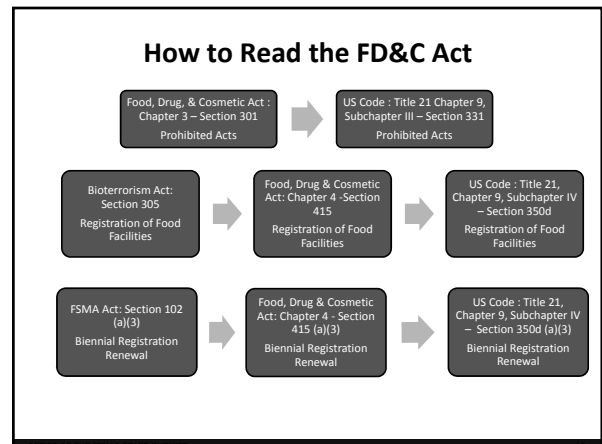 How to Read the FD&C Act
Food, Drug, & Cosmetic Act :
Chapter 3 – Section 301
Prohibited Acts
US Code : Title 21 Chapter 9,
Subchapter III – Section 331
Prohibited Acts
Bioterrorism Act:
Section 305
Registration of Food
Facilities
Food, Drug & Cosmetic
Act: Chapter 4 -Section
415
Registration of Food
Facilities
US Code : Title 21,
Chapter 9, Subchapter IV
– Section 350d
Registration of Food
Facilities
FSMA Act: Section 102
(a)(3)
Biennial Registration
Renewal
Food, Drug & Cosmetic
Act: Chapter 4 - Section
415 (a)(3)
Biennial Registration
Renewal
US Code : Title 21,
Chapter 9, Subchapter IV
– Section 350d (a)(3)
Biennial Registration
Renewal